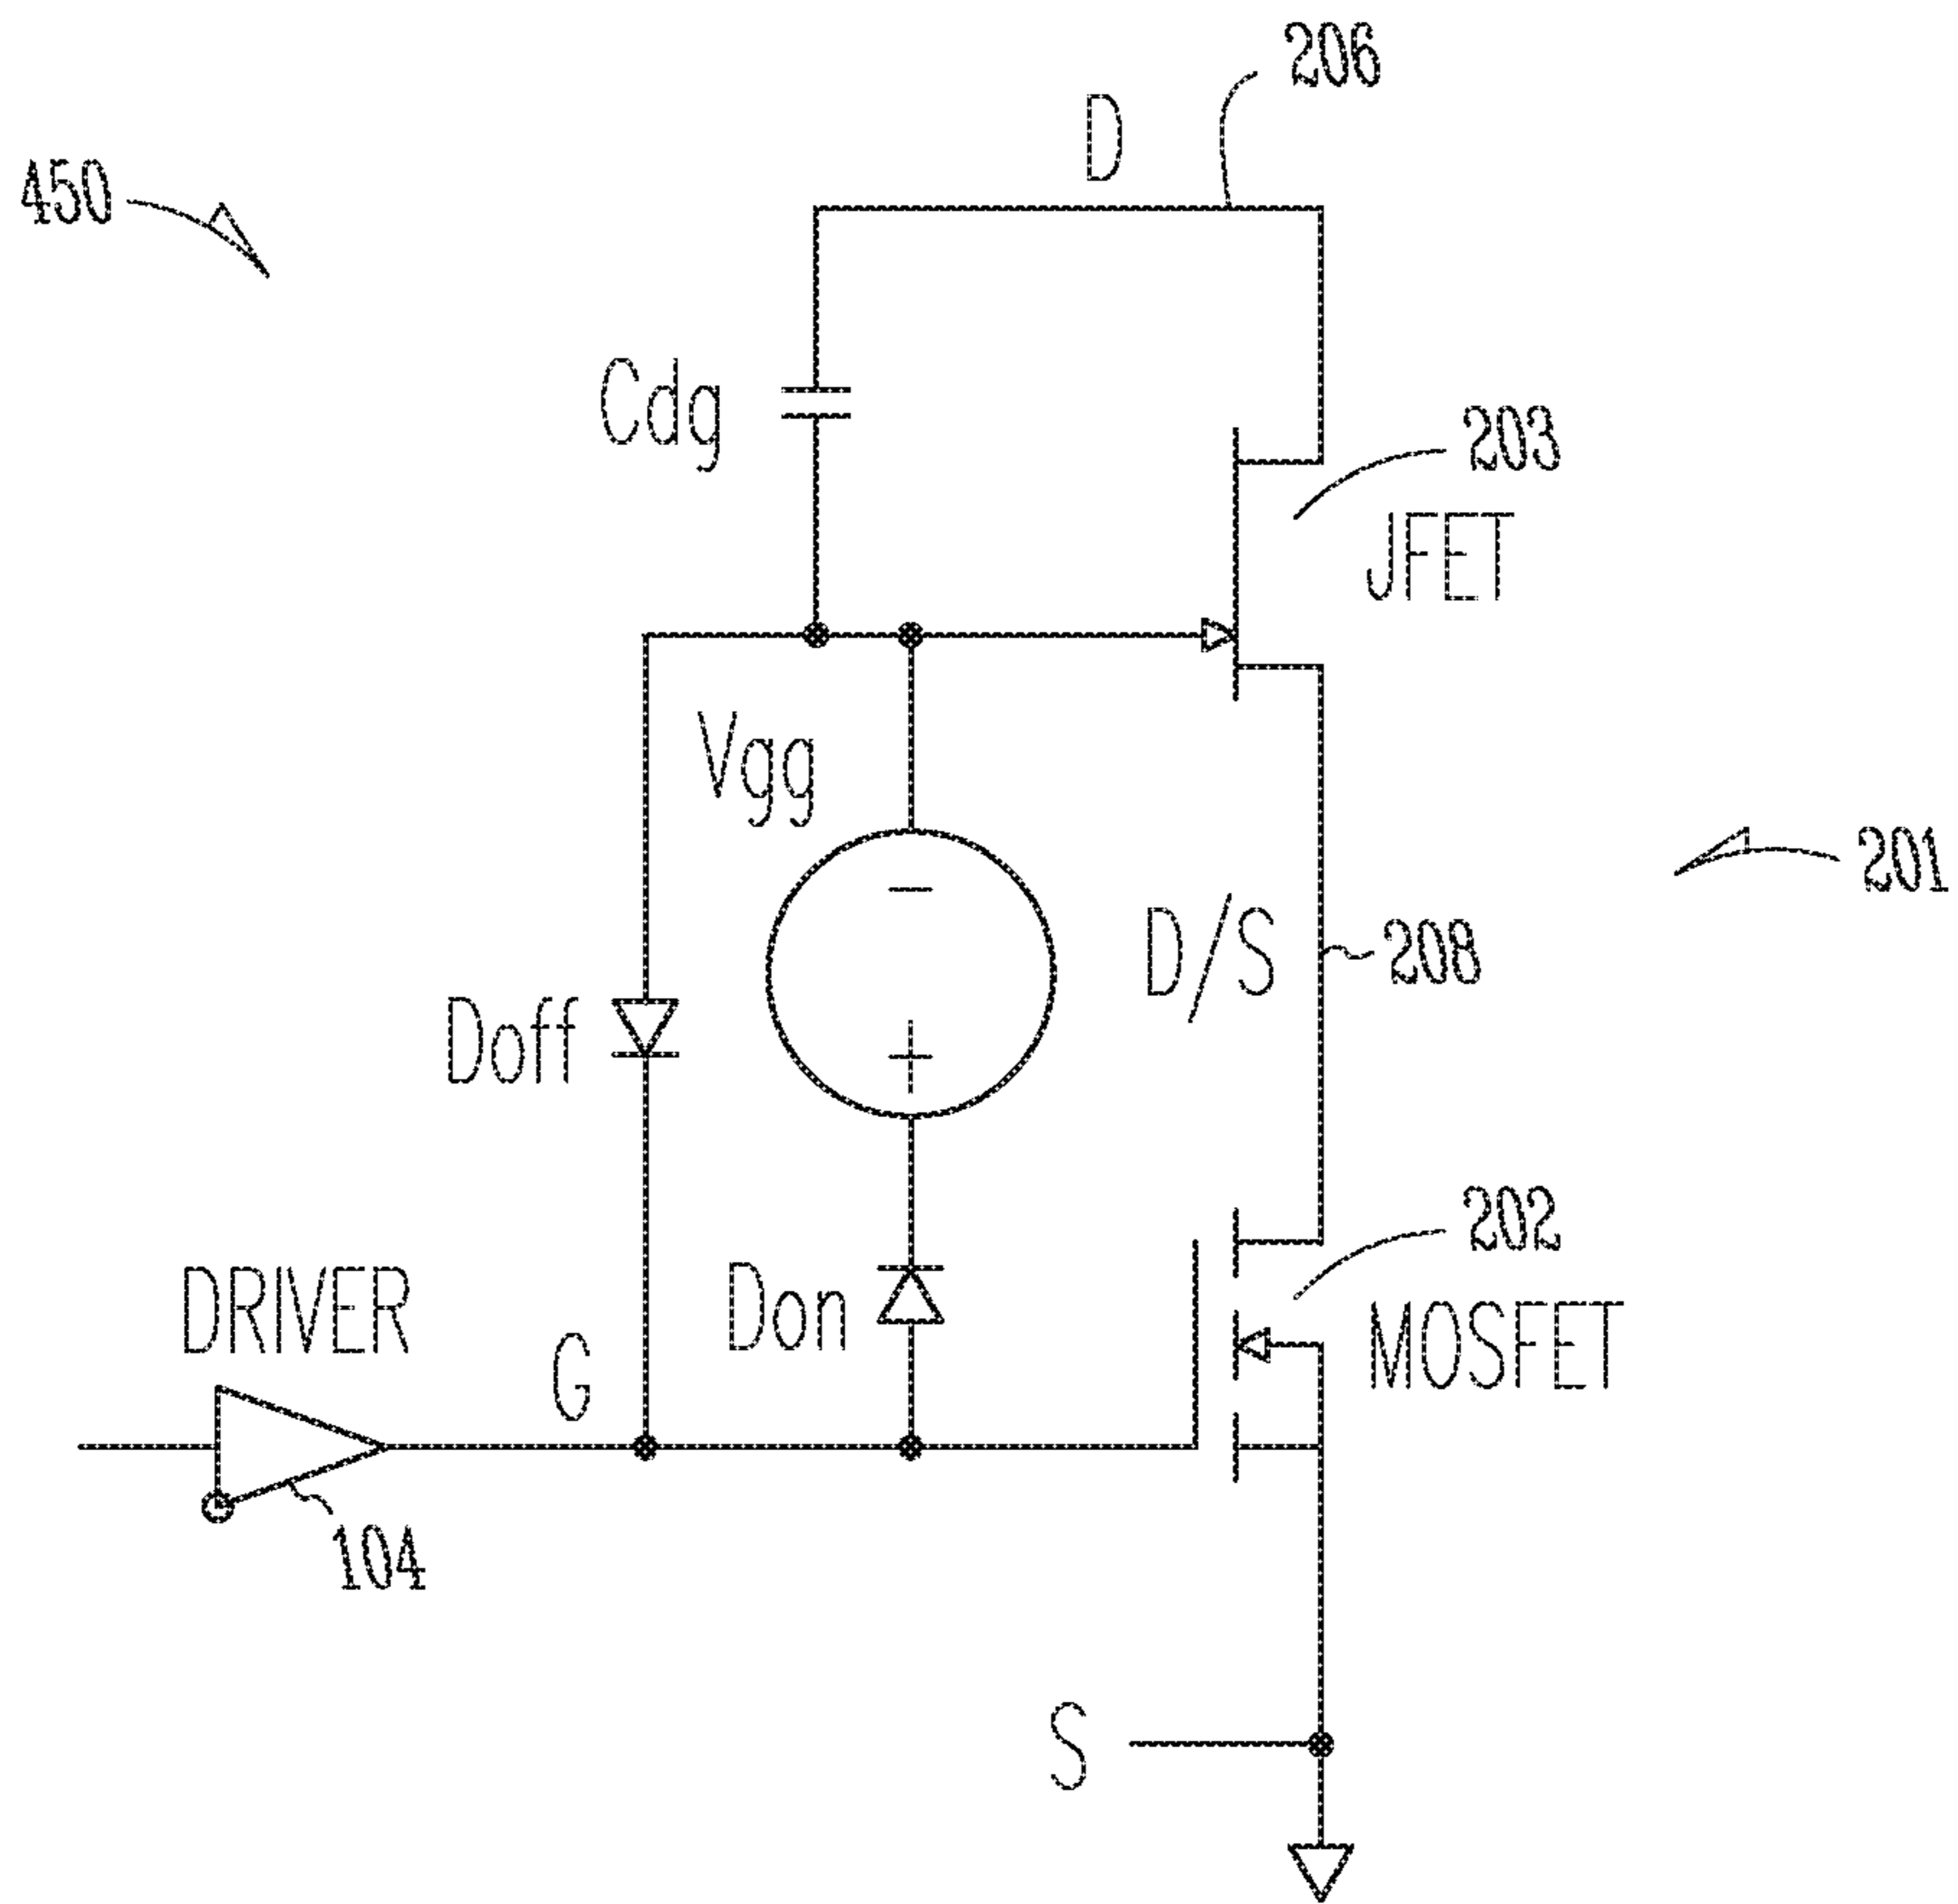 206
D
450
Cdg
203
JFET
Vgg
−
201
D/S
208
Doff
+
202
DRIVER
Don
MOSFET
G
104
S